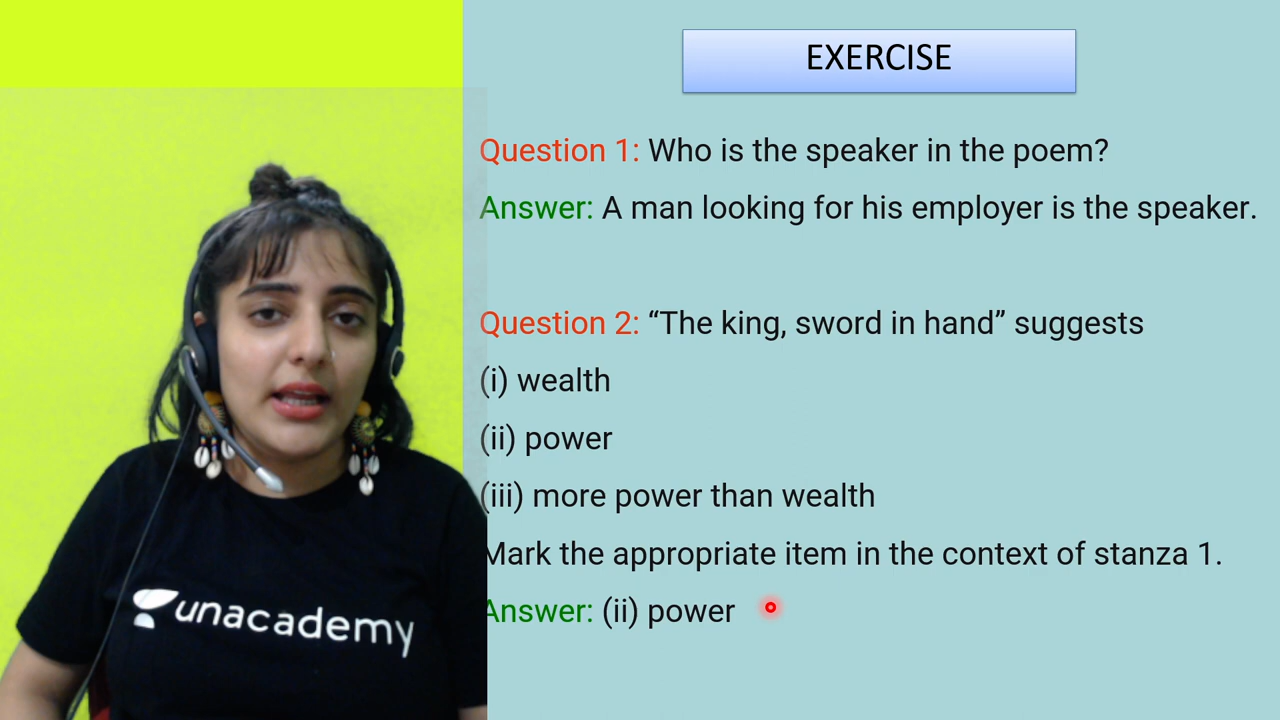 EXERCISE
Question 1: Who is the speaker in the poem?
Answer: A man looking for his employer is the speaker.
Question 2: “The king, sword in hand” suggests
(i) wealth
(ii) power
(iii) more power than wealth
Mark the appropriate item in the context of stanza 1.
Answer: (ii) power
unacademy